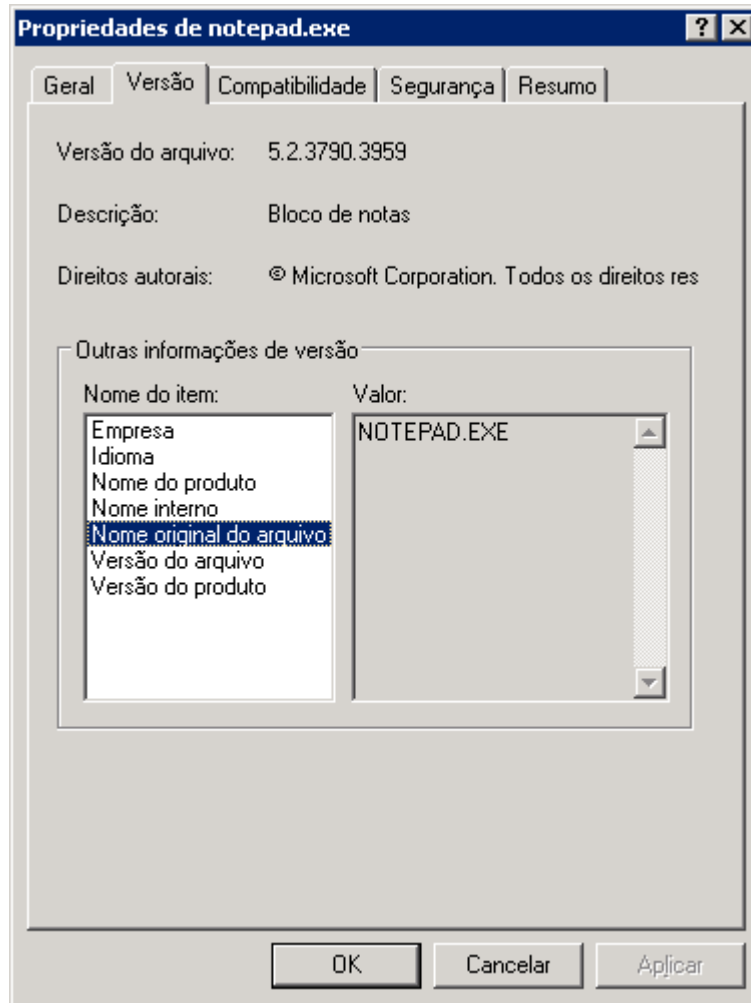 Propriedades de notepad.exe
Geral Versão Compatibilidade Segurança Resumo
Versão do arquivo: 5.2.3790.3959
Descrição: Bloco de notas
Direitos autorais: © Microsoft Corporation. Todos os direitos res
Outras informações de versão
Nome do item: Valor:
Empresa NOTEPAD.EXE
Idioma
Nome do produto
Nome interno
Nome original do arquivo
Versão do arquivo
Versão do produto
OK Cancelar Aplicar